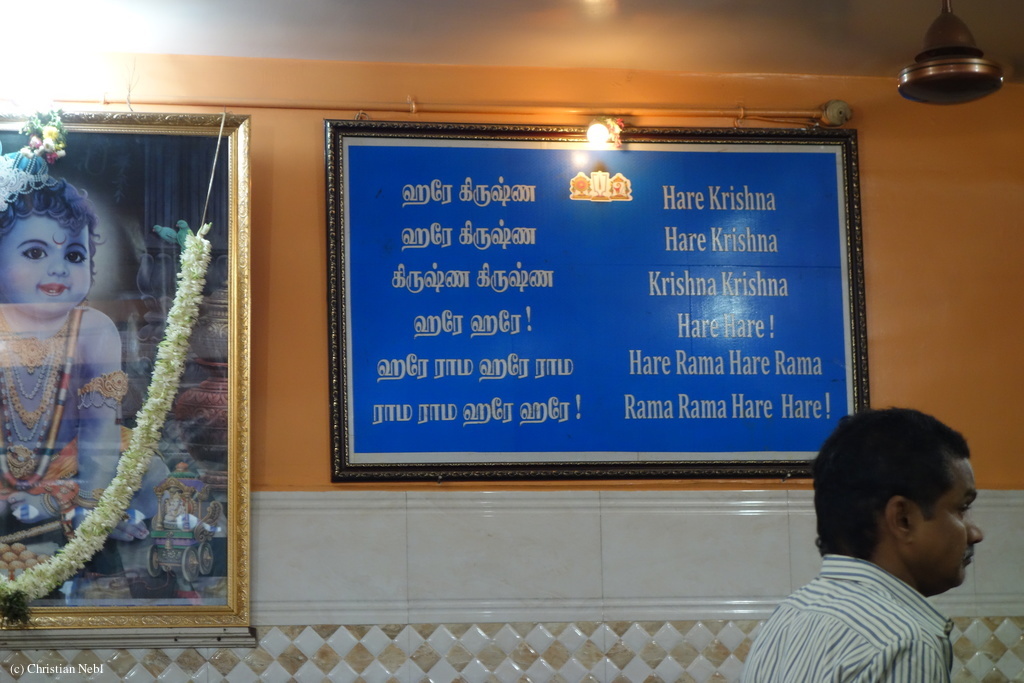 ஹரே கிருஷ்ண
ஹரே கிருஷ்ண
கிருஷ்ண கிருஷ்ண
ஹரே ஹரே !
ஹரே ராம ஹரே ராம
ராம ராம ஹரே ஹரே !
Hare Krishna
Hare Krishna
Krishna Krishna
Hare Hare !
Hare Rama Hare Rama
Rama Rama Hare Hare !
(c) Christian Nebl